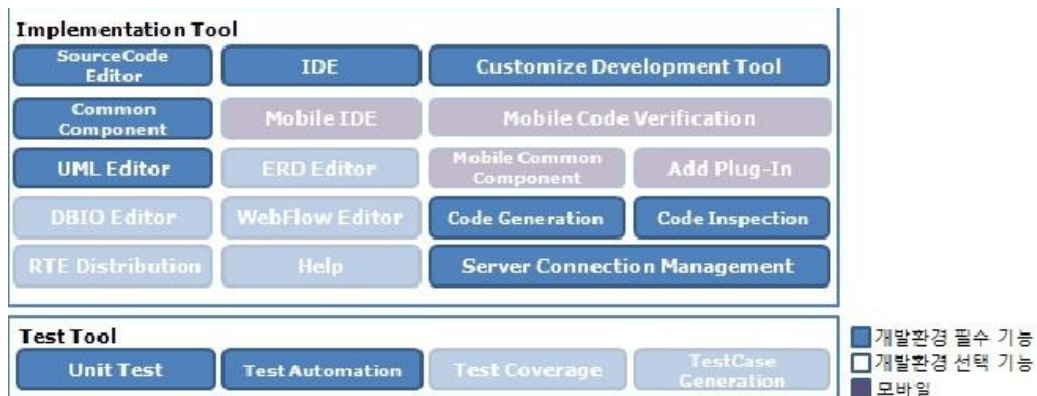 Implementation Tool
SourceCode
Editor
IDE
Customize Development Tool
Common
Component
Mobile IDE
Mobile Code Verification
UML Editor
ERD Editor
Mobile Common
Component
Add Plug-In
DBIO Editor
WebFlow Editor
Code Generation
Code Inspection
RTE Distribution
Help
Server Connection Management
Test Tool
Unit Test
Test Automation
Test Coverage
TestCase
Generation
개발환경 필수 기능
개발환경 선택 기능
모바일